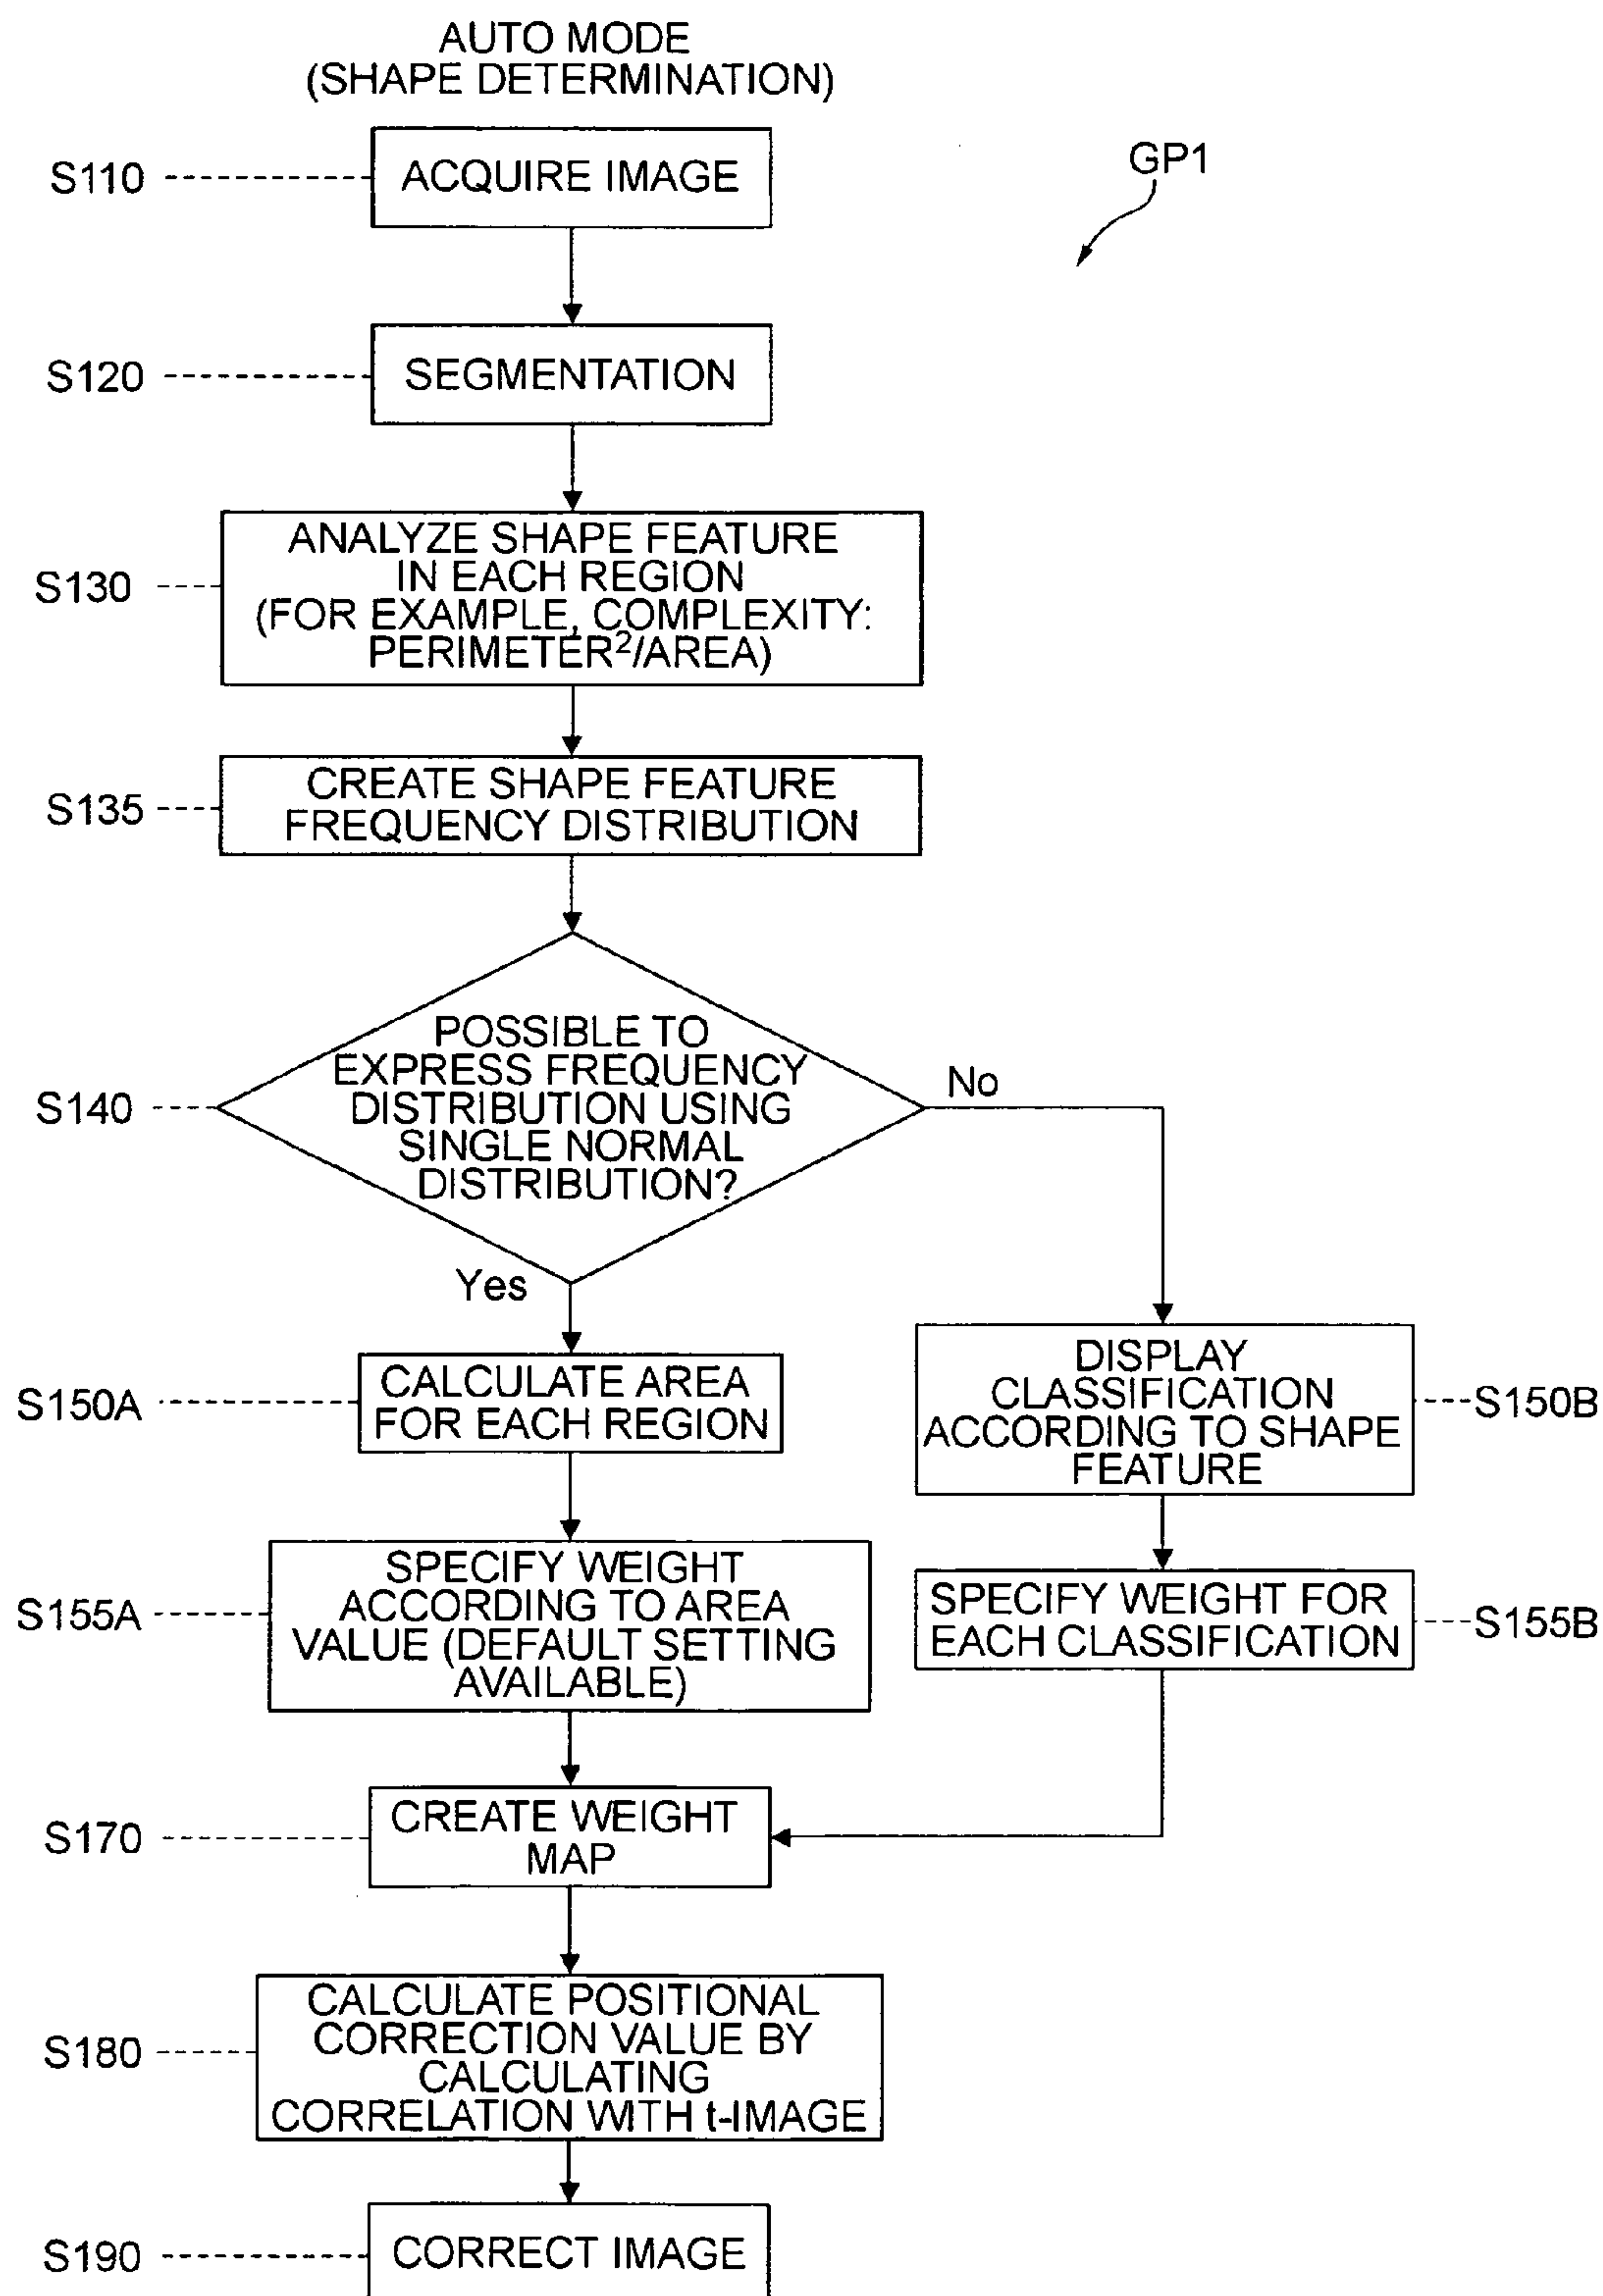 AUTO MODE
(SHAPE DETERMINATION)
GP1
S110
ACQUIRE IMAGE
S120
SEGMENTATION
S130
ANALYZE SHAPE FEATURE
IN EACH REGION
(FOR EXAMPLE, COMPLEXITY:
PERIMETER²/AREA)
S135
CREATE SHAPE FEATURE
FREQUENCY DISTRIBUTION
S140
POSSIBLE TO
EXPRESS FREQUENCY
DISTRIBUTION USING
SINGLE NORMAL
DISTRIBUTION?
No
Yes
S150A
CALCULATE AREA
FOR EACH REGION
DISPLAY
CLASSIFICATION
ACCORDING TO SHAPE
FEATURE
S150B
S155A
SPECIFY WEIGHT
ACCORDING TO AREA
VALUE (DEFAULT SETTING
AVAILABLE)
SPECIFY WEIGHT FOR
EACH CLASSIFICATION
S155B
S170
CREATE WEIGHT
MAP
S180
CALCULATE POSITIONAL
CORRECTION VALUE BY
CALCULATING
CORRELATION WITH t-IMAGE
S190
CORRECT IMAGE